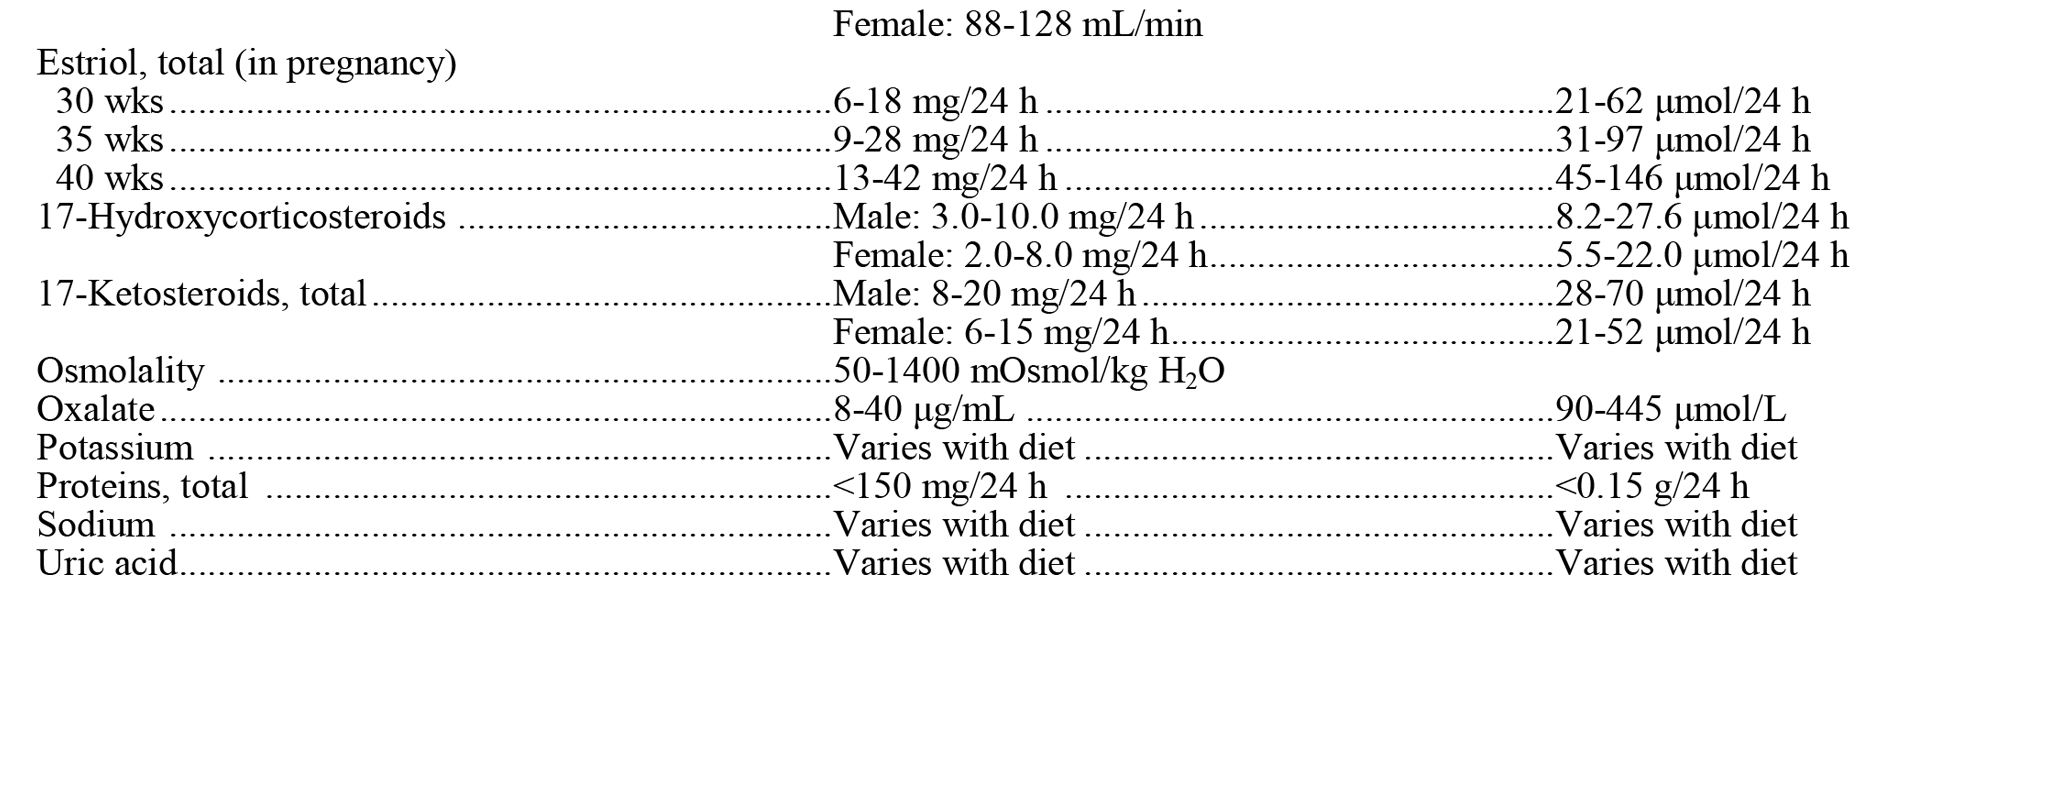 Female: 88-128 mL/min
Estriol, total (in pregnancy)
30 wks......................................................................6-18 mg/24 h......................................................21-62 μmol/24 h
35 wks......................................................................9-28 mg/24 h......................................................31-97 μmol/24 h
40 wks......................................................................13-42 mg/24 h....................................................45-146 μmol/24 h
17-Hydroxycorticosteroids .......................................Male: 3.0-10.0 mg/24 h.....................................8.2-27.6 μmol/24 h
Female: 2.0-8.0 mg/24 h....................................5.5-22.0 μmol/24 h
17-Ketosteroids, total................................................Male: 8-20 mg/24 h...........................................28-70 μmol/24 h
Female: 6-15 mg/24 h........................................21-52 μmol/24 h
Osmolality ................................................................50-1400 mOsmol/kg H₂O
Oxalate......................................................................8-40 μg/mL .......................................................90-445 μmol/L
Potassium .................................................................Varies with diet.................................................Varies with diet
Proteins, total ...........................................................<150 mg/24 h ...................................................<0.15 g/24 h
Sodium .....................................................................Varies with diet.................................................Varies with diet
Uric acid....................................................................Varies with diet.................................................Varies with diet